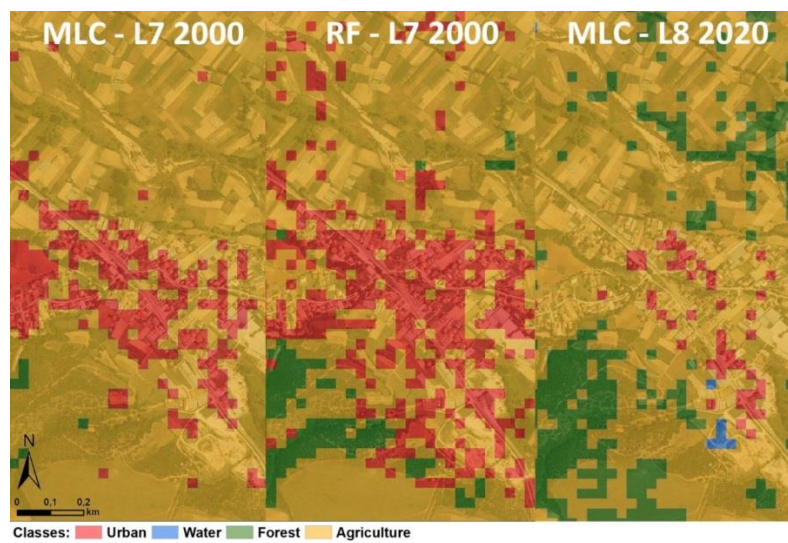 MLC - L7 2000
RF - L7 2000
MLC - L8 2020
N
0 0,1 0,2
km
Classes: Urban Water Forest Agriculture